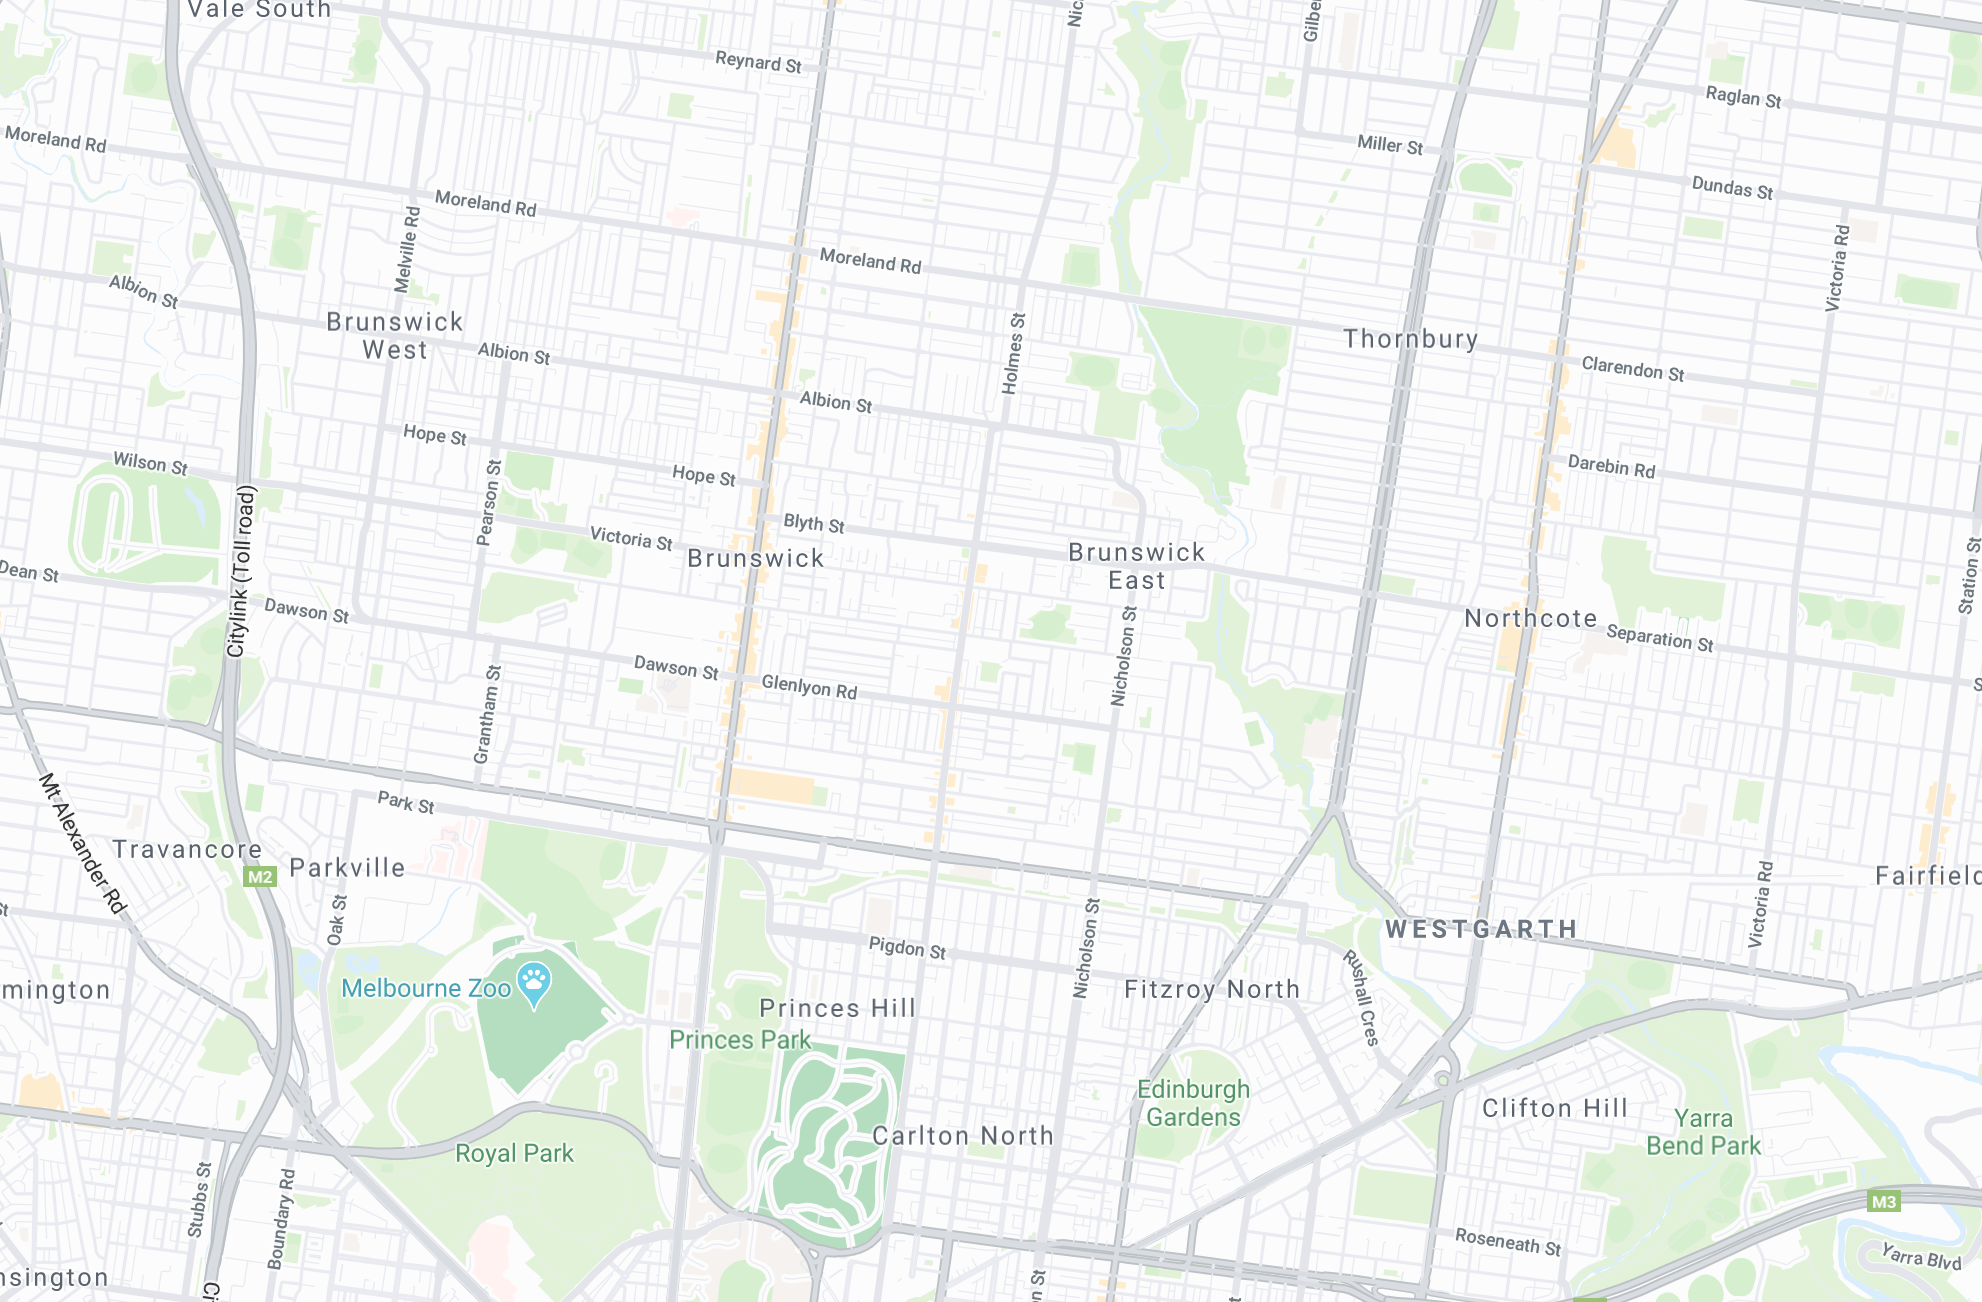 Vale South
Nic
Gilbe
Reynard St
Raglan St
Moreland Rd
Miller St
Dundas St
Moreland Rd
Melville Rd
Moreland Rd
Victoria Rd
Albion St
Brunswick
West
Albion St
Holmes St
Thornbury
Clarendon St
Albion St
Hope St
Hope St
Wilson St
Pearson St
Darebin Rd
Citylink (Toll road)
Victoria St
Blyth St
Brunswick
Brunswick
East
Station St
Dean St
Dawson St
Northcote
Separation St
Nicholson St
Dawson St
Glenlyon Rd
S
Grantham St
Mt Alexander Rd
Park St
Travancore
M2
Parkville
Fairfield
Victoria Rd
Oak St
St
WESTGARTH
Pigdon St
Nicholson St
Rushall Cres
mington
Melbourne Zoo
Fitzroy North
Princes Hill
Princes Park
Edinburgh
Gardens
Clifton Hill
Yarra
Bend Park
Carlton North
Royal Park
Stubbs St
Boundary Rd
M3
Roseneath St
Yarra Blvd
nsington
Ci
on St
t